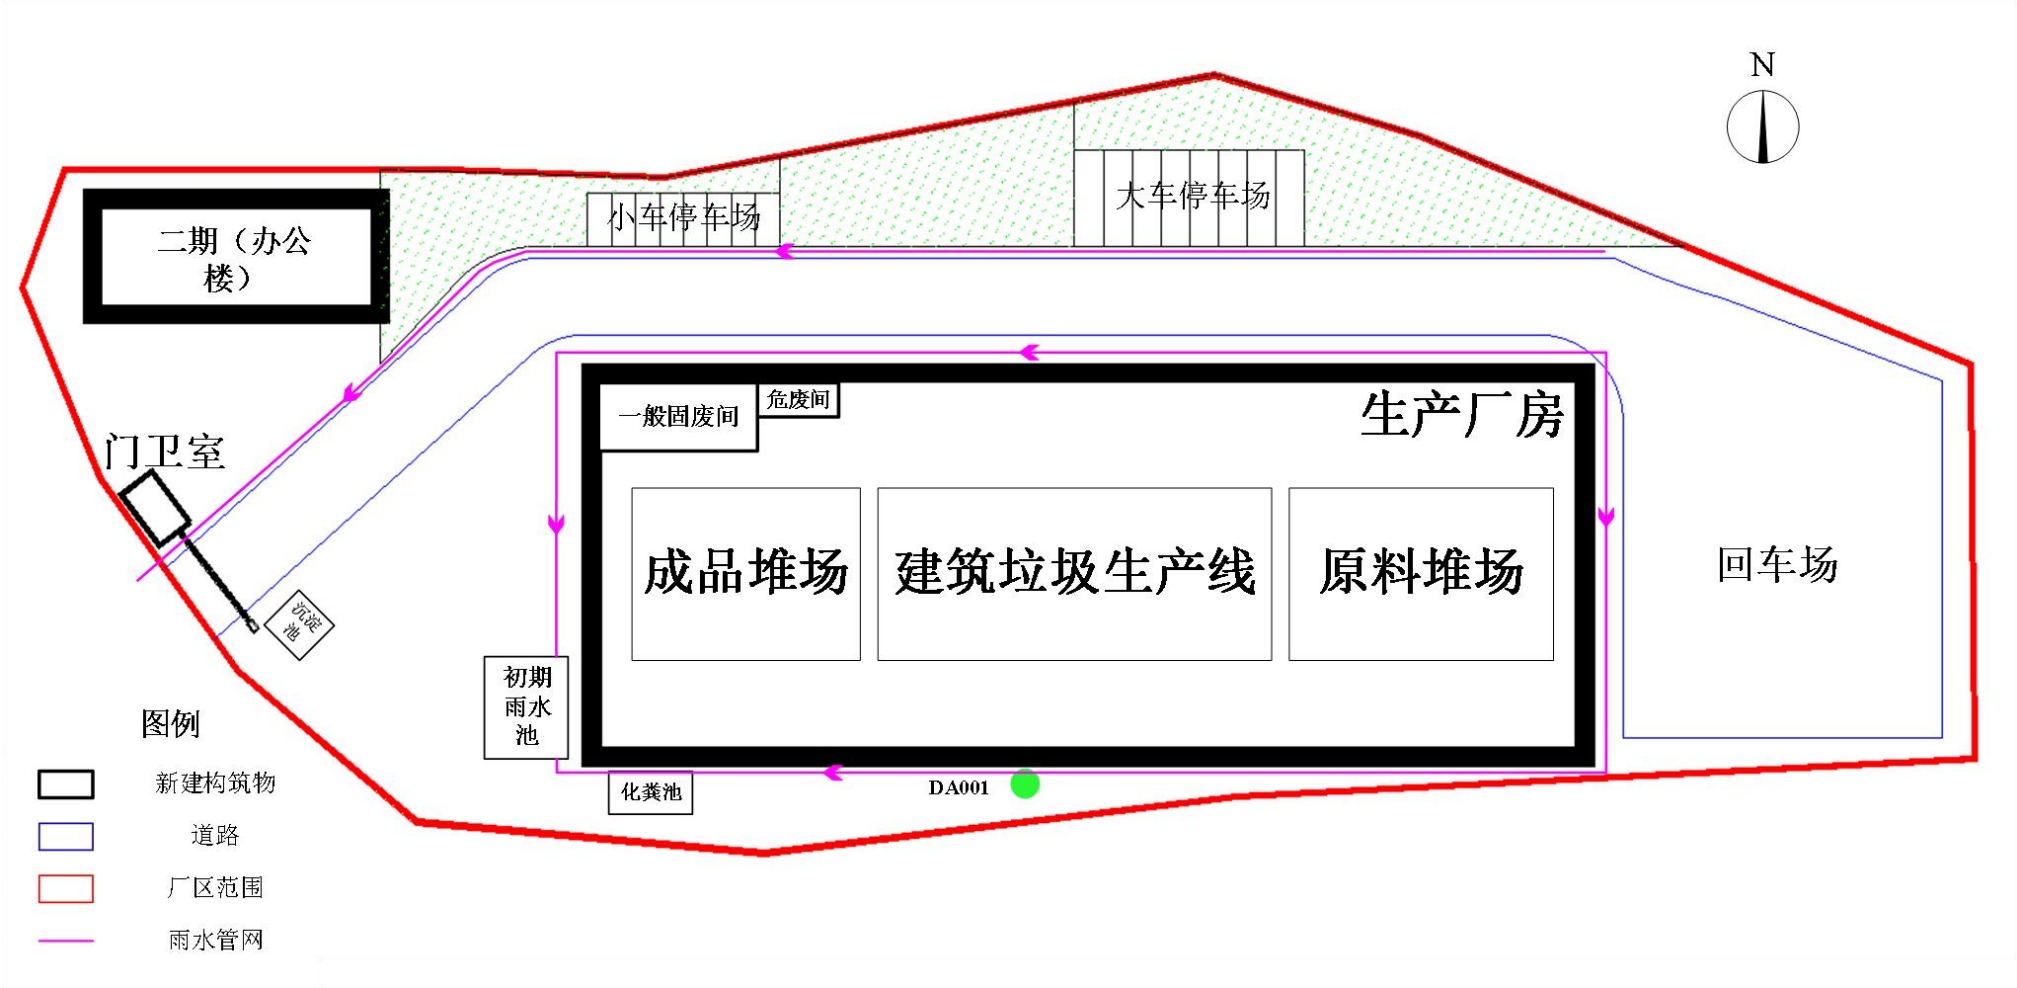 N
大车停车场
小车停车场
二期（办公
楼）
一般固废间
危废间
生产厂房
门卫室
成品堆场
建筑垃圾生产线
原料堆场
回车场
沉淀
池
初期
雨水
池
化粪池
DA001
图例
新建构筑物
道路
厂区范围
雨水管网